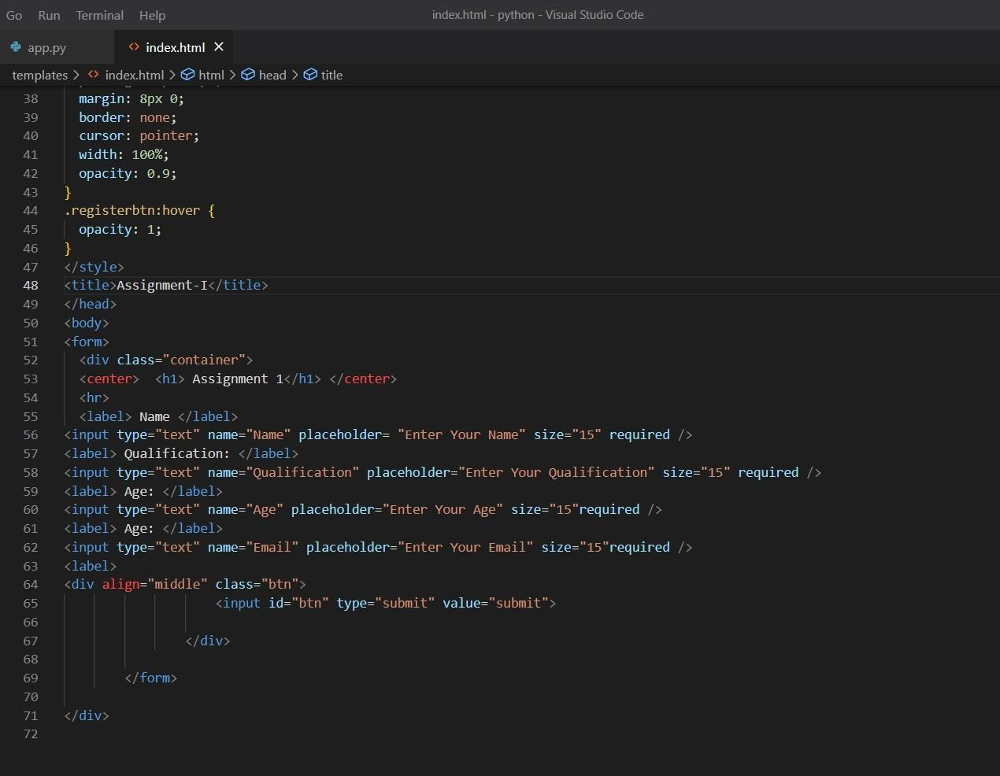 Go Run Terminal Help index.html - python - Visual Studio Code
app.py index.html ×
templates > <> index.html > html > head > title
38 margin: 8px 0;
39 border: none;
40 cursor: pointer;
41 width: 100%;
42 opacity: 0.9;
43 }
44 .registerbtn:hover {
45 opacity: 1;
46 }
47 </style>
48 <title>Assignment-I</title>
49 </head>
50 <body>
51 <form>
52 <div class="container">
53 <center>  <h1> Assignment 1</h1> </center>
54 <hr>
55 <label> Name </label>
56 <input type="text" name="Name" placeholder= "Enter Your Name" size="15" required />
57 <label> Qualification: </label>
58 <input type="text" name="Qualification" placeholder="Enter Your Qualification" size="15" required />
59 <label> Age: </label>
60 <input type="text" name="Age" placeholder="Enter Your Age" size="15"required />
61 <label> Age: </label>
62 <input type="text" name="Email" placeholder="Enter Your Email" size="15"required />
63 <label>
64 <div align="middle" class="btn">
65 <input id="btn" type="submit" value="submit">
66
67 </div>
68
69 </form>
70
71 </div>
72